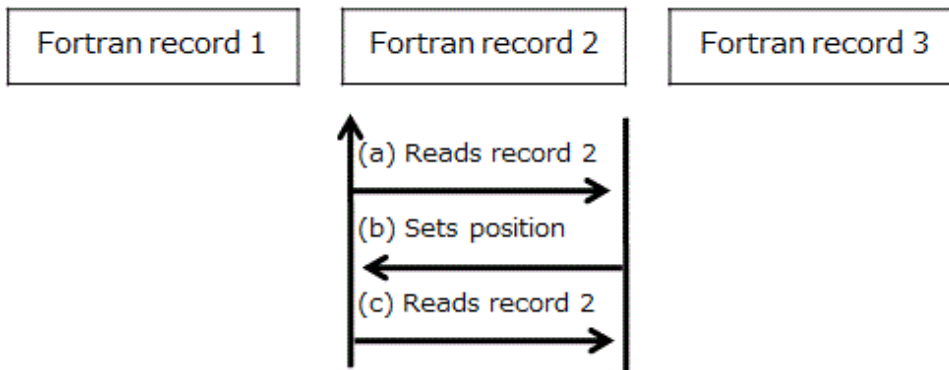 Fortran record 1
Fortran record 2
Fortran record 3
(a) Reads record 2
(b) Sets position
(c) Reads record 2